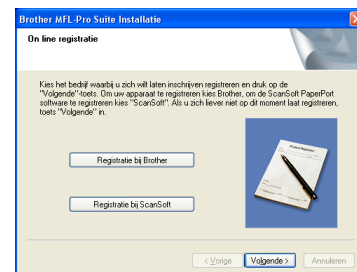 Brother MFL-Pro Suite Installatie
On line registratie
Kies het bedrijf waarbij u zich wilt laten inschrijven registreren en druk op de
"Volgende"-toets. Om uw apparaat te registreren kies Brother, om de ScanSoft PaperPort
software te registreren kies "ScanSoft". Als u zich liever niet op dit moment laat registreren,
toets "Volgende" in.
Registratie bij Brother
Registratie bij ScanSoft
< Vorige
Volgende >
Annuleren